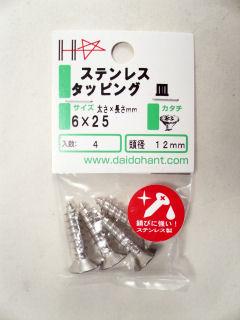 ステンレス
タッピング 皿
サイズ 太さ×長さmm
カタチ
6×25
入数: 4
頭径 12mm
www.daidohant.com
錆びに強い!
ステンレス製